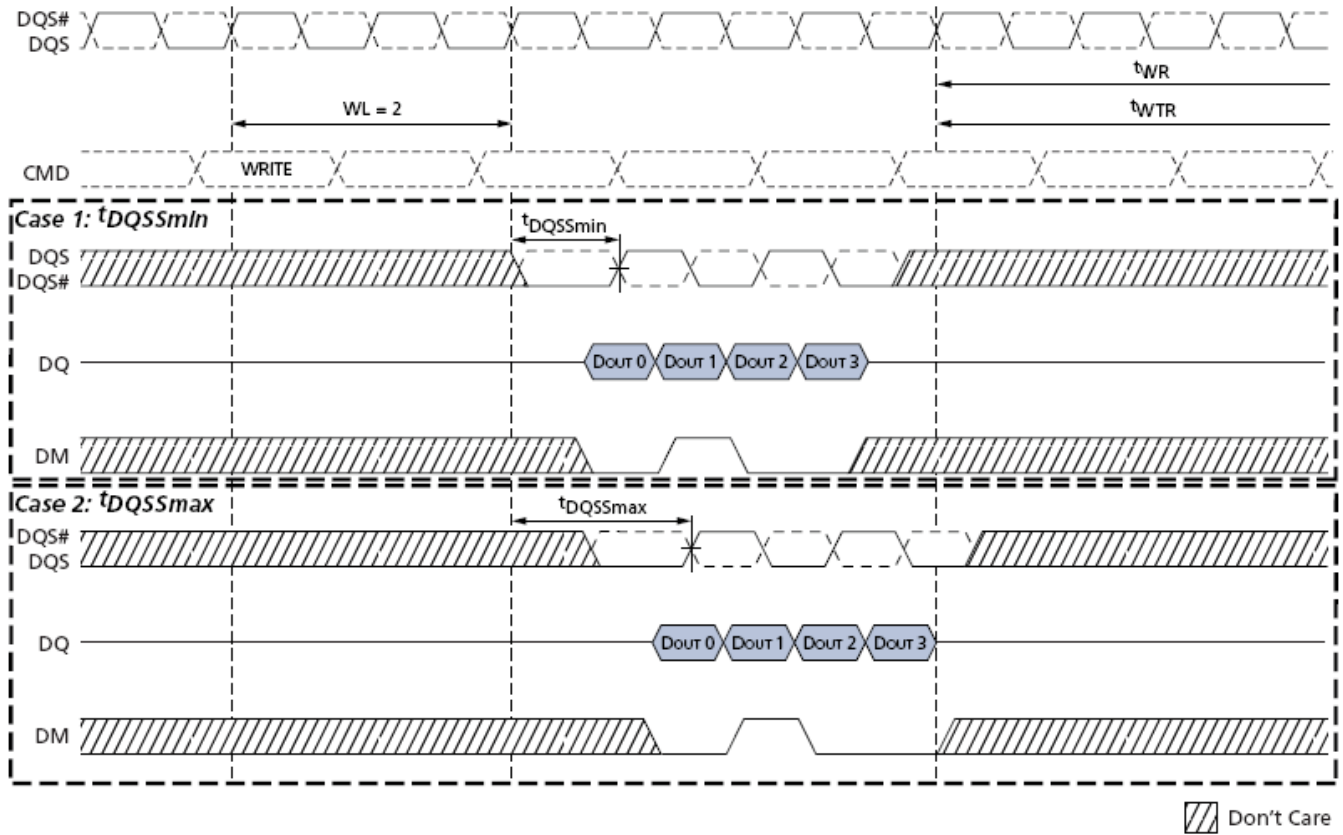 DQS#
DQS
tWR
WL = 2
tWTR
CMD
WRITE
Case 1: tDQSSmin
tDQSSmin
DQS
DQS#
DQ
DOUT 0 DOUT 1 DOUT 2 DOUT 3
DM
Case 2: tDQSSmax
tDQSSmax
DQS#
DQS
DQ
DOUT 0 DOUT 1 DOUT 2 DOUT 3
DM
Don't Care